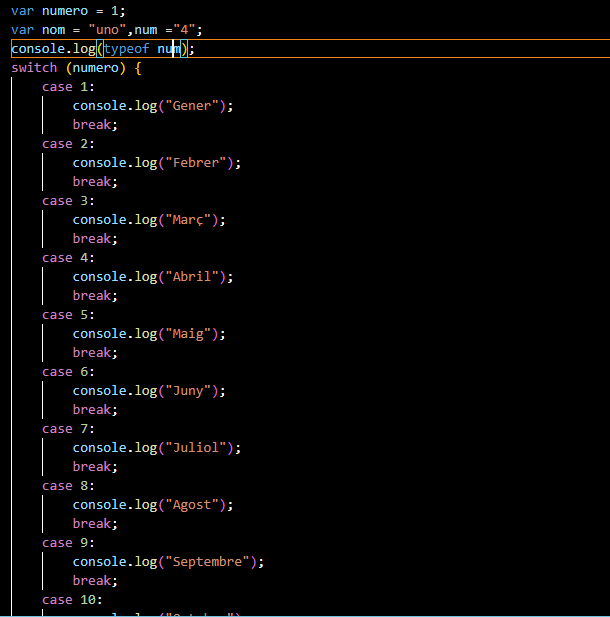 var numero = 1;
var nom = "uno",num ="4";
console.log(typeof num);
switch (numero) {
case 1:
console.log("Gener");
break;
case 2:
console.log("Febrer");
break;
case 3:
console.log("Març");
break;
case 4:
console.log("Abril");
break;
case 5:
console.log("Maig");
break;
case 6:
console.log("Juny");
break;
case 7:
console.log("Juliol");
break;
case 8:
console.log("Agost");
break;
case 9:
console.log("Septembre");
break;
case 10: